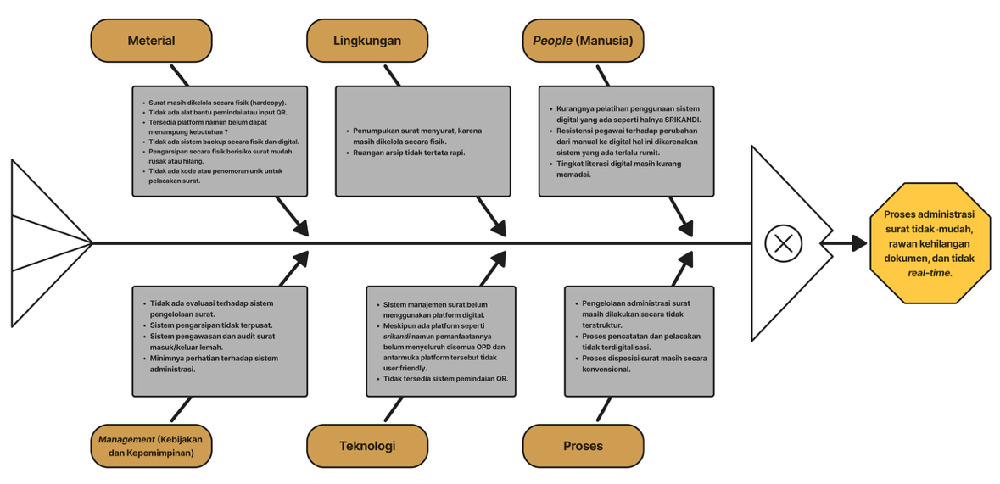 Meterial
Lingkungan
People (Manusia)
• Surat masih dikelola secara fisik (hardcopy).
• Tidak ada alat bantu pemindai atau input QR.
• Tersedia platform namun belum dapat
menampung kebutuhan ?
• Tidak ada sistem backup secara fisik dan digital.
• Pengarsipan secara fisik berisiko surat mudah
rusak atau hilang.
• Tidak ada kode atau penomoran unik untuk
pelacakan surat.
• Penumpukan surat menyurat, karena
masih dikelola secara fisik.
• Ruangan arsip tidak tertata rapi.
• Kurangnya pelatihan penggunaan sistem
digital yang ada seperti halnya SRIKANDI.
• Resistensi pegawai terhadap perubahan
dari manual ke digital hal ini dikarenakan
sistem yang ada terlalu rumit.
• Tingkat literasi digital masih kurang
memadai.
Proses administrasi
surat tidak -mudah,
rawan kehilangan
dokumen, dan tidak
real-time.
• Tidak ada evaluasi terhadap sistem
pengelolaan surat.
• Sistem pengarsipan tidak terpusat.
• Sistem pengawasan dan audit surat
masuk/keluar lemah.
• Minimnya perhatian terhadap sistem
administrasi.
• Sistem manajemen surat belum
menggunakan platform digital.
• Meskipun ada platform seperti
srikandi namun pemanfaatannya
belum menyeluruh disemua OPD dan
antarmuka platform tersebut tidak
user friendly.
• Tidak tersedia sistem pemindaian QR.
• Pengelolaan administrasi surat
masih dilakukan secara tidak
terstruktur.
• Proses pencatatan dan pelacakan
tidak terdigitalisasi.
• Proses disposisi surat masih secara
konvensional.
Management (Kebijakan
dan Kepemimpinan)
Teknologi
Proses